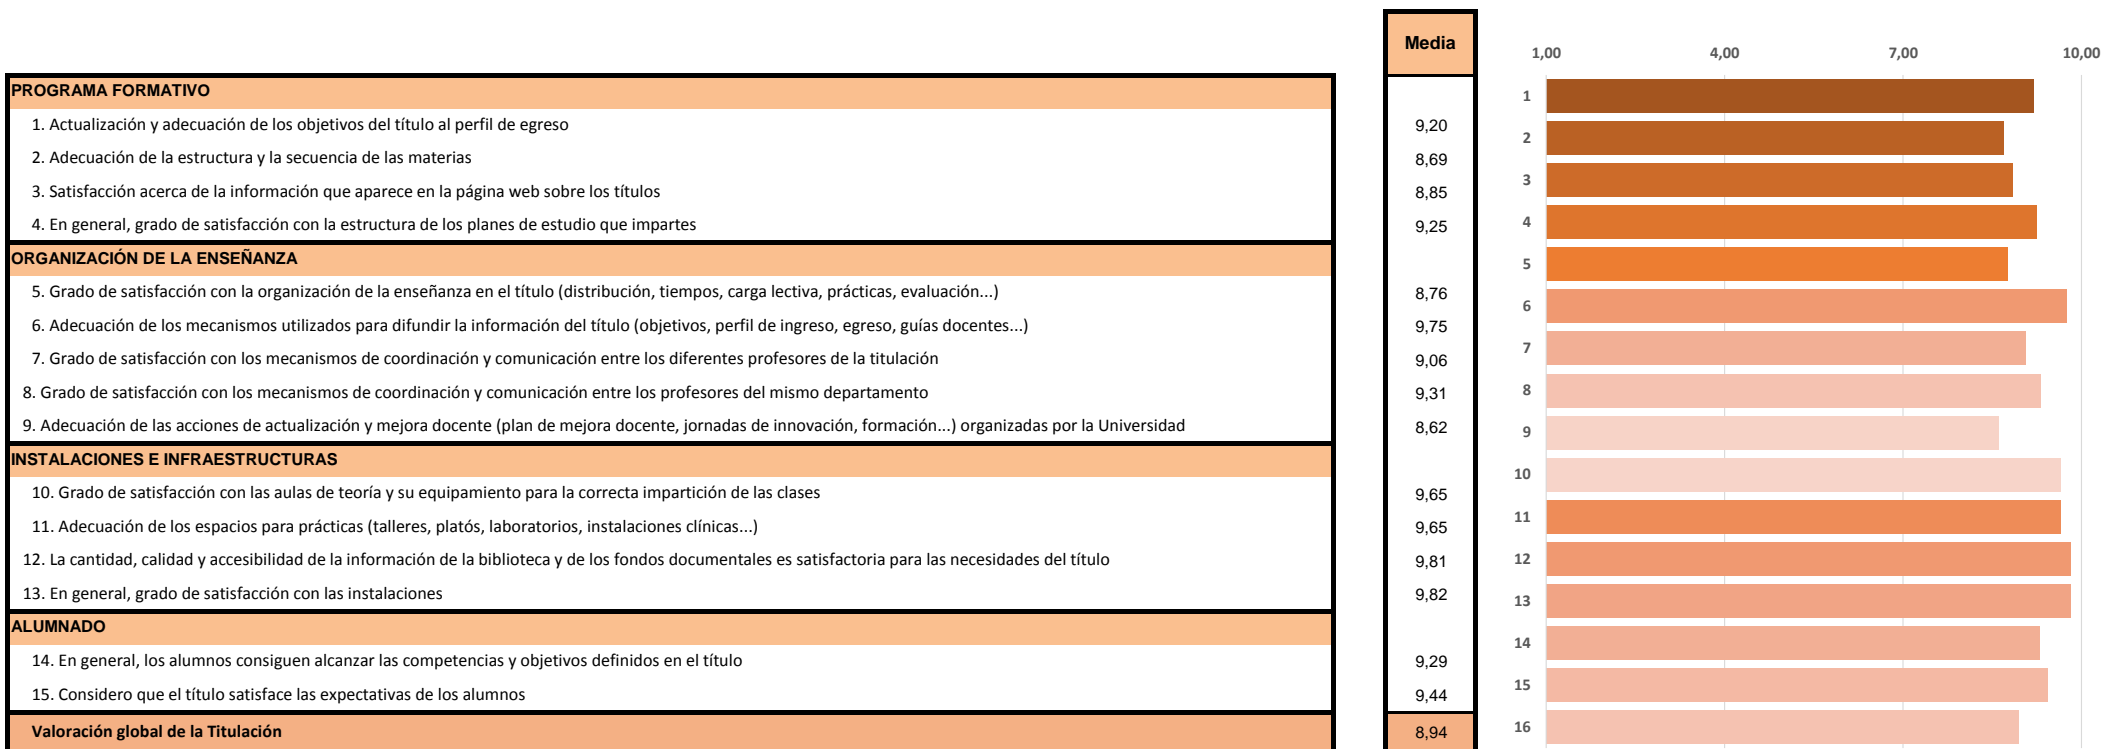 Media
1,00 4,00 7,00 10,00
PROGRAMA FORMATIVO
1. Actualización y adecuación de los objetivos del título al perfil de egreso 9,20
2. Adecuación de la estructura y la secuencia de las materias 8,69
3. Satisfacción acerca de la información que aparece en la página web sobre los títulos 8,85
4. En general, grado de satisfacción con la estructura de los planes de estudio que impartes 9,25
ORGANIZACIÓN DE LA ENSEÑANZA
5. Grado de satisfacción con la organización de la enseñanza en el título (distribución, tiempos, carga lectiva, prácticas, evaluación...) 8,76
6. Adecuación de los mecanismos utilizados para difundir la información del título (objetivos, perfil de ingreso, egreso, guías docentes...) 9,75
7. Grado de satisfacción con los mecanismos de coordinación y comunicación entre los diferentes profesores de la titulación 9,06
8. Grado de satisfacción con los mecanismos de coordinación y comunicación entre los profesores del mismo departamento 9,31
9. Adecuación de las acciones de actualización y mejora docente (plan de mejora docente, jornadas de innovación, formación...) organizadas por la Universidad 8,62
INSTALACIONES E INFRAESTRUCTURAS
10. Grado de satisfacción con las aulas de teoría y su equipamiento para la correcta impartición de las clases 9,65
11. Adecuación de los espacios para prácticas (talleres, platós, laboratorios, instalaciones clínicas...) 9,65
12. La cantidad, calidad y accesibilidad de la información de la biblioteca y de los fondos documentales es satisfactoria para las necesidades del título 9,81
13. En general, grado de satisfacción con las instalaciones 9,82
ALUMNADO
14. En general, los alumnos consiguen alcanzar las competencias y objetivos definidos en el título 9,29
15. Considero que el título satisface las expectativas de los alumnos 9,44
Valoración global de la Titulación 8,94
1
2
3
4
5
6
7
8
9
10
11
12
13
14
15
16